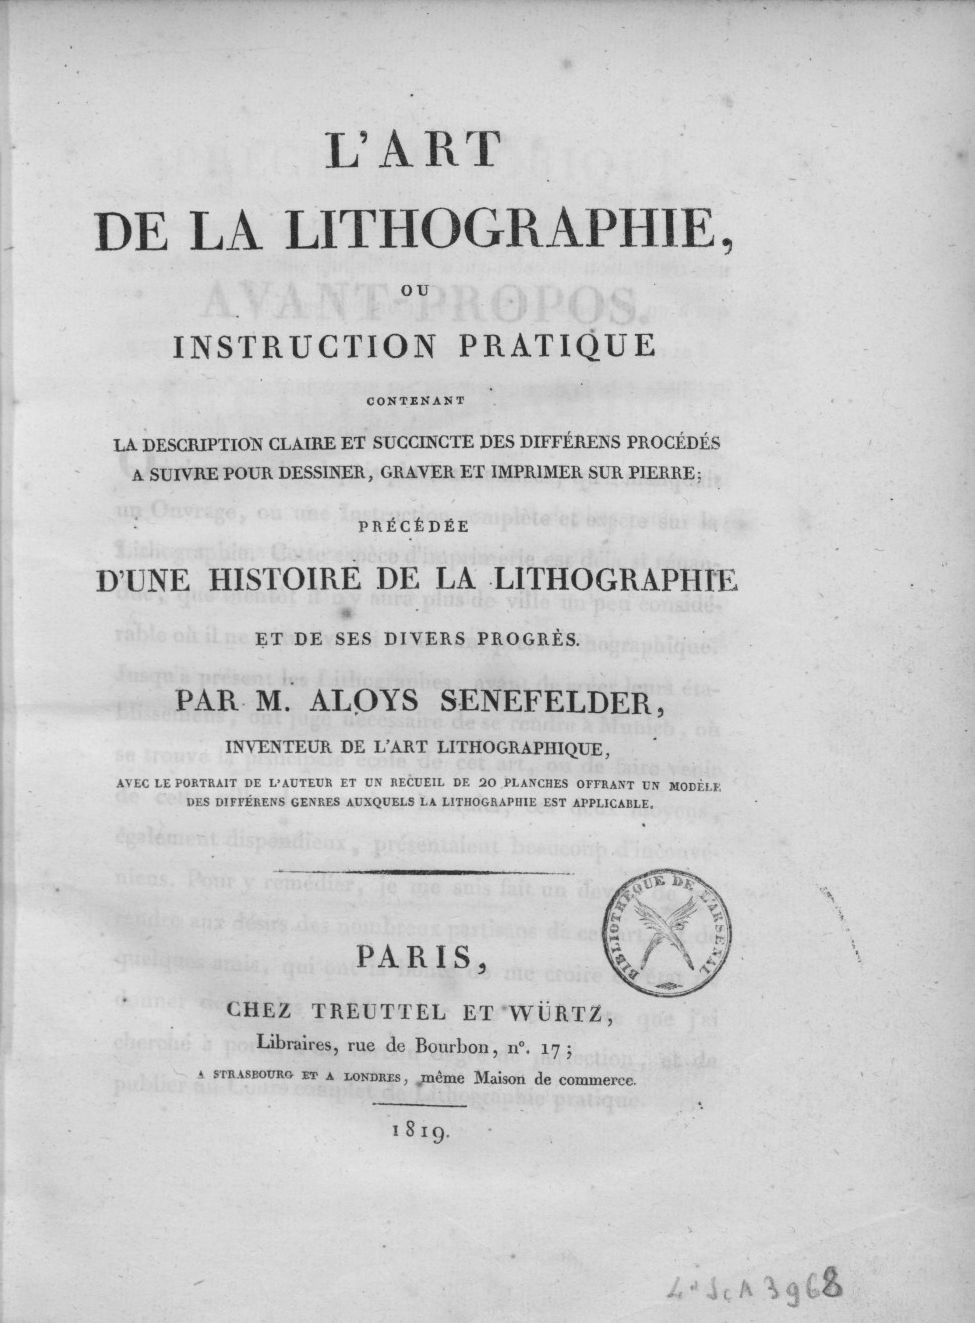 L'ART
DE LA LITHOGRAPHIE,
OU
INSTRUCTION PRATIQUE
CONTENANT
LA DESCRIPTION CLAIRE ET SUCCINCTE DES DIFFÉRENS PROCÉDÉS
A SUIVRE POUR DESSINER, GRAVER ET IMPRIMER SUR PIERRE;
PRÉCÉDÉE
D'UNE HISTOIRE DE LA LITHOGRAPHIE
ET DE SES DIVERS PROGRÈS.
PAR M. ALOYS SENEFELDER,
INVENTEUR DE L'ART LITHOGRAPHIQUE,
AVEC LE PORTRAIT DE L'AUTEUR ET UN RECUEIL DE 20 PLANCHES OFFRANT UN MODÈLE
DES DIFFÉRENS GENRES AUXQUELS LA LITHOGRAPHIE EST APPLICABLE.
BIBLIOTHÈQUE DE L'ARSENAL
PARIS,
CHEZ TREUTTEL ET WÜRTZ,
Libraires, rue de Bourbon, n°. 17;
A STRASBOURG ET A LONDRES, même Maison de commerce.
1819.
4° Sc A 3968